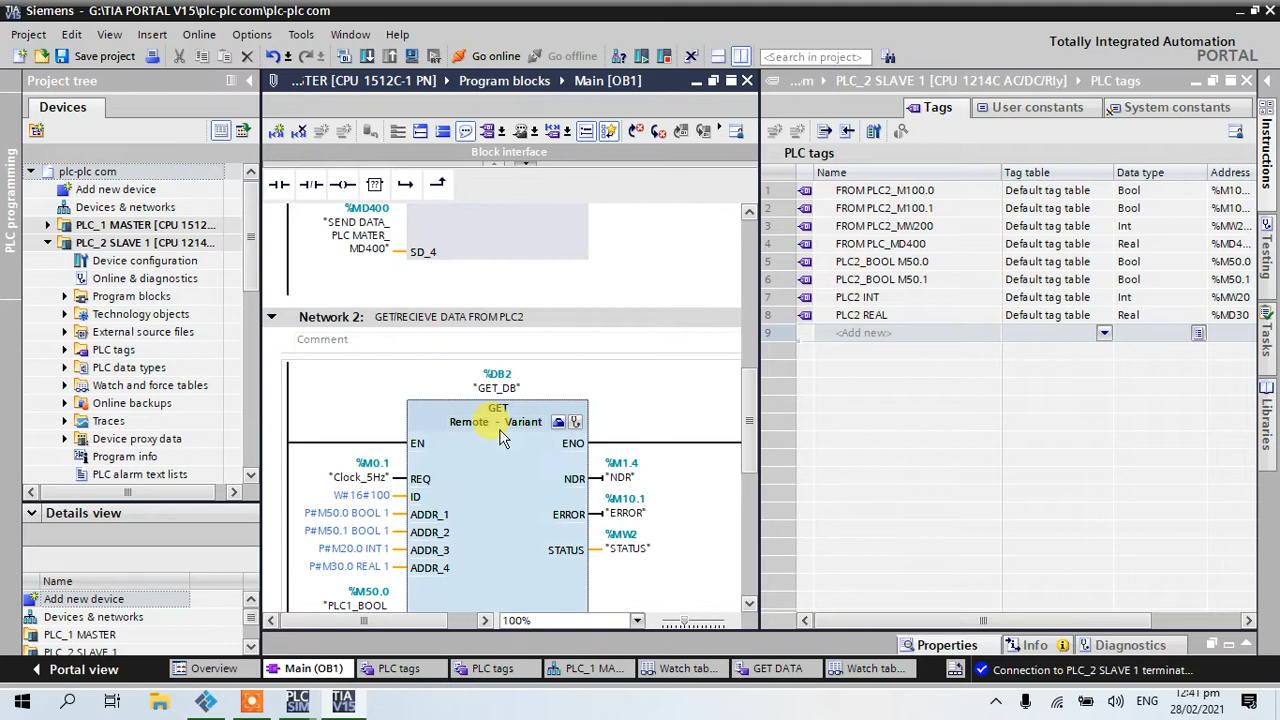 Siemens - G:\TIA PORTAL V15\plc-plc com\plc-plc com
Project Edit View Insert Online Options Tools Window Help
Totally Integrated Automation
PORTAL
Save project Go online Go offline <Search in project>
Project tree
...TER [CPU 1512C-1 PN] Program blocks Main [OB1]
...m PLC_2 SLAVE 1 [CPU 1214C AC/DC/Rly] PLC tags
Devices
Tags User constants System constants
Block interface
PLC tags
PLC programming
plc-plc com
Add new device
Devices & networks
PLC_1 MASTER [CPU 1512...
PLC_2 SLAVE 1 [CPU 1214...
Device configuration
Online & diagnostics
Program blocks
Technology objects
External source files
PLC tags
PLC data types
Watch and force tables
Online backups
Traces
Device proxy data
Program info
PLC alarm text lists
Details view
Name
Add new device
Devices & networks
PLC_1 MASTER
PLC_2 SLAVE 1
??
%MD400
"SEND DATA_
PLC MATER_
MD400"
SD_4
Network 2: GET/RECIEVE DATA FROM PLC2
Comment
%DB2
"GET_DB"
GET
Remote - Variant
EN ENO
%M0.1
"Clock_5Hz" REQ
%M1.4
NDR "NDR"
W#16#100 ID
%M10.1
P#M50.0 BOOL 1 ADDR_1
ERROR "ERROR"
P#M50.1 BOOL 1 ADDR_2
%MW2
P#M20.0 INT 1 ADDR_3
STATUS "STATUS"
P#M30.0 REAL 1 ADDR_4
%M50.0
"PLC1_BOOL
100%
Name Tag table Data type Address
1 FROM PLC2_M100.0 Default tag table Bool %M10...
2 FROM PLC2_M100.1 Default tag table Bool %M10...
3 FROM PLC2_MW200 Default tag table Int %MW2...
4 FROM PLC_MD400 Default tag table Real %MD4...
5 PLC2_BOOL M50.0 Default tag table Bool %M50.0
6 PLC2_BOOL M50.1 Default tag table Bool %M50.1
7 PLC2 INT Default tag table Int %MW20
8 PLC2 REAL Default tag table Real %MD30
9 <Add new>
Instructions
Testing
Tasks
Libraries
Properties Info Diagnostics
Portal view Overview Main (OB1) PLC tags PLC tags PLC_1 MA... Watch tab... GET DATA Watch tab... Connection to PLC_2 SLAVE 1 terminat...
PLC
SIM
TIA
V15
ENG
12:41 pm
28/02/2021